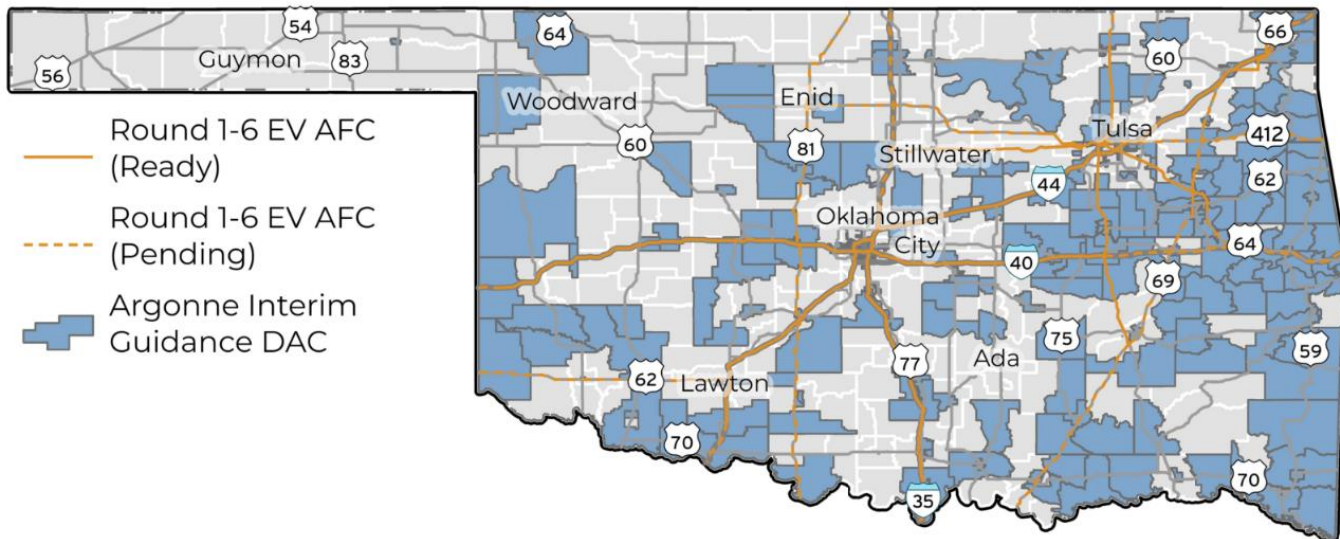 54
64
66
56
Guymon
83
60
Woodward
Enid
Tulsa
Round 1-6 EV AFC
(Ready)
60
81
Stillwater
412
62
44
Round 1-6 EV AFC
(Pending)
Oklahoma
City
40
64
69
Argonne Interim
Guidance DAC
62
Lawton
77
Ada
75
59
70
35
70